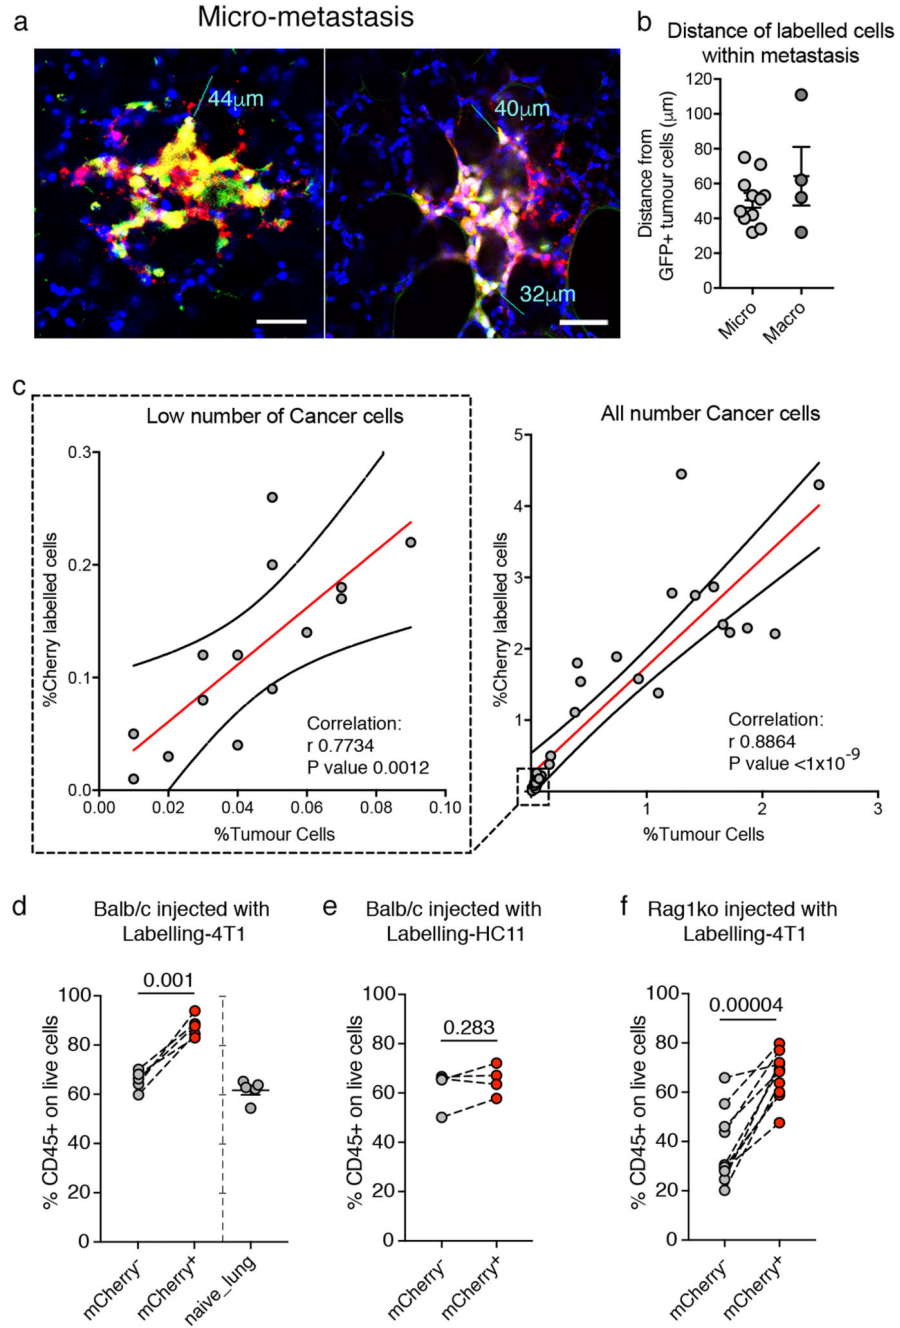 a
Micro-metastasis
44μm
40μm
32μm
b
Distance of labelled cells
within metastasis
Distance from
GFP+ tumour cells (μm)
120
100
80
60
40
20
0
Micro
Macro
c
Low number of Cancer cells
%Cherry labelled cells
0.3
0.2
0.1
0.0
0.00
0.02
0.04
0.06
0.08
0.10
%Tumour Cells
Correlation:
r 0.7734
P value 0.0012
All number Cancer cells
%Cherry labelled cells
5
4
3
2
1
1
2
3
%Tumour Cells
Correlation:
r 0.8864
P value <1x10⁻⁹
d
Balb/c injected with
Labelling-4T1
% CD45+ on live cells
100
80
60
40
20
0
0.001
mCherry⁻
mCherry⁺
naive_lung
e
Balb/c injected with
Labelling-HC11
% CD45+ on live cells
100
80
60
40
20
0
0.283
mCherry⁻
mCherry⁺
f
Rag1ko injected with
Labelling-4T1
% CD45+ on live cells
100
80
60
40
20
0
0.00004
mCherry⁻
mCherry⁺